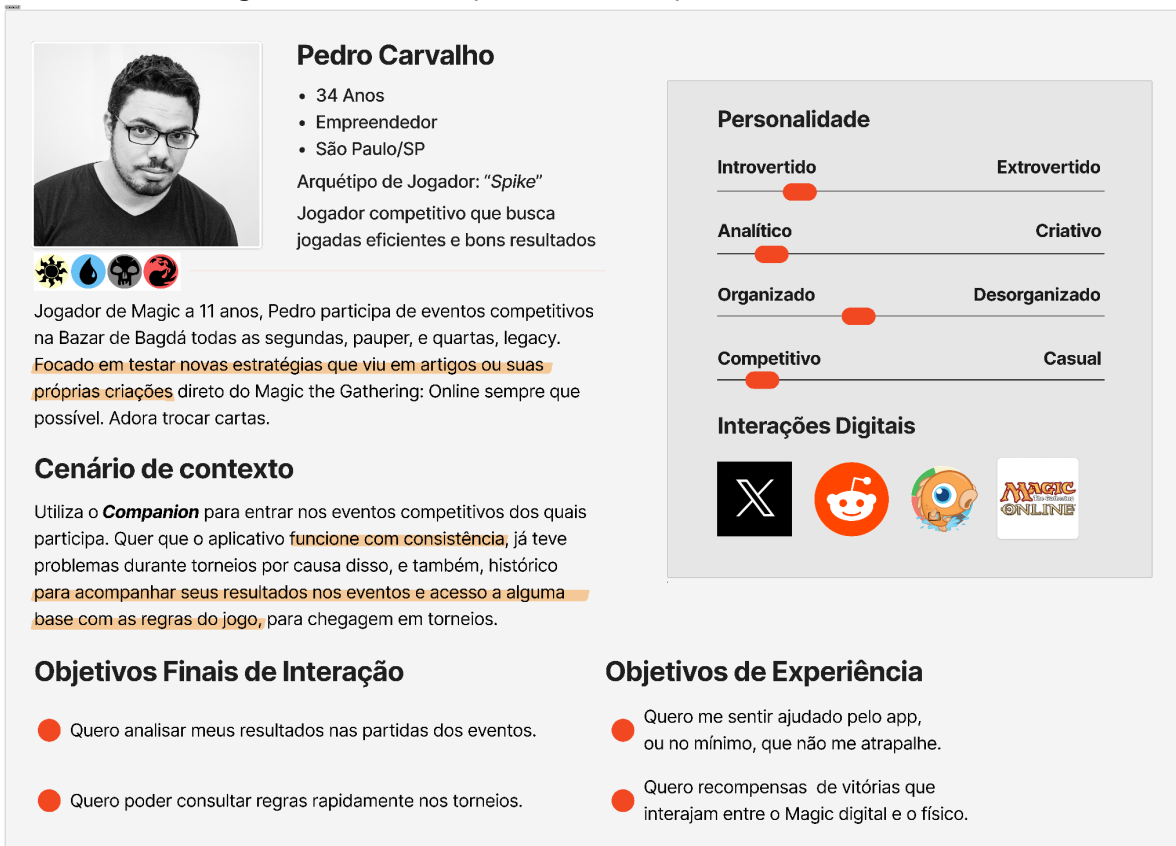 Pedro Carvalho
• 34 Anos
• Empreendedor
• São Paulo/SP
Arquétipo de Jogador: “Spike”
Jogador competitivo que busca
jogadas eficientes e bons resultados
Jogador de Magic a 11 anos, Pedro participa de eventos competitivos
na Bazar de Bagdá todas as segundas, pauper, e quartas, legacy.
Focado em testar novas estratégias que viu em artigos ou suas
próprias criações direto do Magic the Gathering: Online sempre que
possível. Adora trocar cartas.
Cenário de contexto
Utiliza o Companion para entrar nos eventos competitivos dos quais
participa. Quer que o aplicativo funcione com consistência, já teve
problemas durante torneios por causa disso, e também, histórico
para acompanhar seus resultados nos eventos e acesso a alguma
base com as regras do jogo, para chegagem em torneios.
Personalidade
Introvertido Extrovertido
Analítico Criativo
Organizado Desorganizado
Competitivo Casual
Interações Digitais
X
MAGIC
The Gathering
ONLINE
Objetivos Finais de Interação
Quero analisar meus resultados nas partidas dos eventos.
Quero poder consultar regras rapidamente nos torneios.
Objetivos de Experiência
Quero me sentir ajudado pelo app,
ou no mínimo, que não me atrapalhe.
Quero recompensas  de vitórias que
interajam entre o Magic digital e o físico.